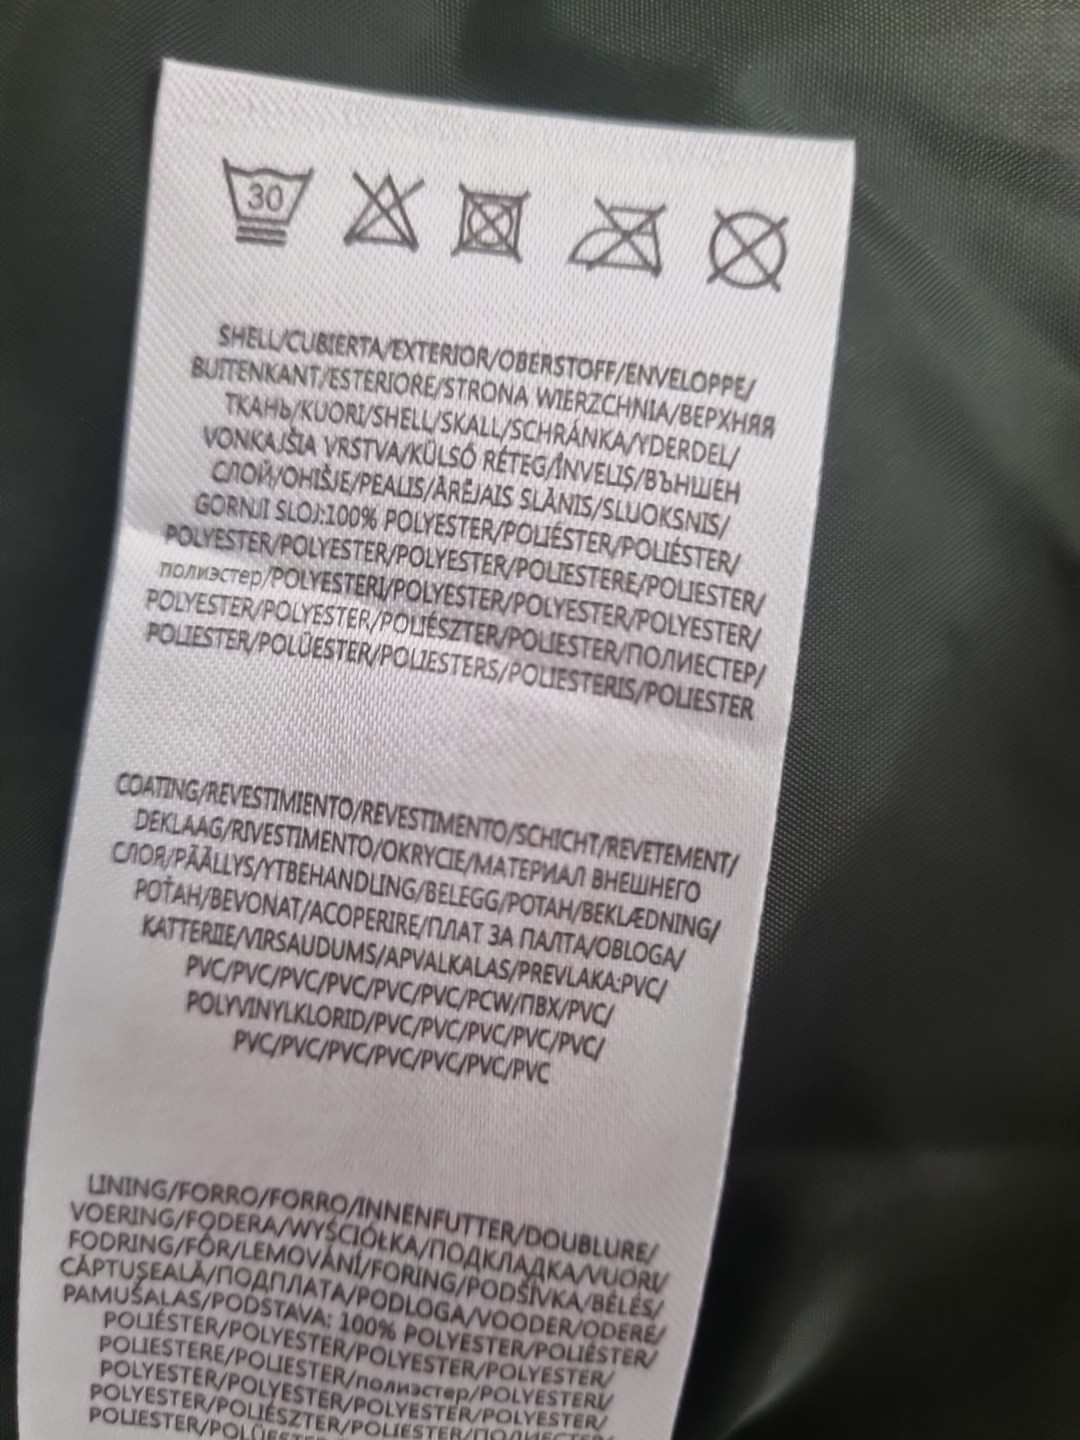 30
SHELL/CUBIERTA/EXTERIOR/OBERSTOFF/ENVELOPPE/
BUITENKANT/ESTERIORE/STRONA WIERZCHNIA/ВЕРХНЯЯ
ТКАНЬ/KUORI/SHELL/SKALL/SCHRÁNKA/YDERDEL/
VONKAJŠIA VRSTVA/KÜLSŐ RÉTEG/ÎNVELIŞ/ВЪНШЕН
СЛОЙ/OHIŠJE/PEALIS/ĀRĒJAIS SLĀNIS/SLUOKSNIS/
GORNJI SLOJ:100% POLYESTER/POLIÉSTER/POLIÉSTER/
POLYESTER/POLYESTER/POLYESTER/POLIESTERE/POLIESTER/
полиэстер/POLYESTERI/POLYESTER/POLYESTER/POLYESTER/
POLYESTER/POLYESTER/POLIÉSZTER/POLIESTER/ПОЛИЕСТЕР/
POLIESTER/POLÜESTER/POLIESTERS/POLIESTERIS/POLIESTER
COATING/REVESTIMIENTO/REVESTIMENTO/SCHICHT/REVETEMENT/
DEKLAAG/RIVESTIMENTO/OKRYCIE/МАТЕРИАЛ ВНЕШНЕГО
СЛОЯ/PÄÄLLYS/YTBEHANDLING/BELEGG/POTAH/BEKLÆDNING/
POŤAH/BEVONAT/ACOPERIRE/ПЛАТ ЗА ПАЛТА/OBLOGA/
KATTERIIE/VIRSAUDUMS/APVALKALAS/PREVLAKA:PVC/
PVC/PVC/PVC/PVC/PVC/PCW/ПВХ/PVC/
POLYVINYLKLORID/PVC/PVC/PVC/PVC/PVC/
PVC/PVC/PVC/PVC/PVC/PVC/PVC
LINING/FORRO/FORRO/INNENFUTTER/DOUBLURE/
VOERING/FODERA/WYŚCIÓŁKA/ПОДКЛАДКА/VUORI/
FODRING/FÔR/LEMOVÁNÍ/FORING/PODŠÍVKA/BÉLÉS/
CĂPTUŞEALĂ/ПОДПЛАТА/PODLOGA/VOODER/ODERE/
PAMUŠALAS/PODSTAVA: 100% POLYESTER/POLIÉSTER/
POLIÉSTER/POLYESTER/POLYESTER/POLYESTER/
POLIESTERE/POLIESTER/полиэстер/POLYESTERI/
POLYESTER/POLYESTER/POLYESTER/POLYESTER/
POLYESTER/POLIÉSZTER/POLIESTER/ПОЛИЕСТЕР/
POLIESTER/POLÜESTER/